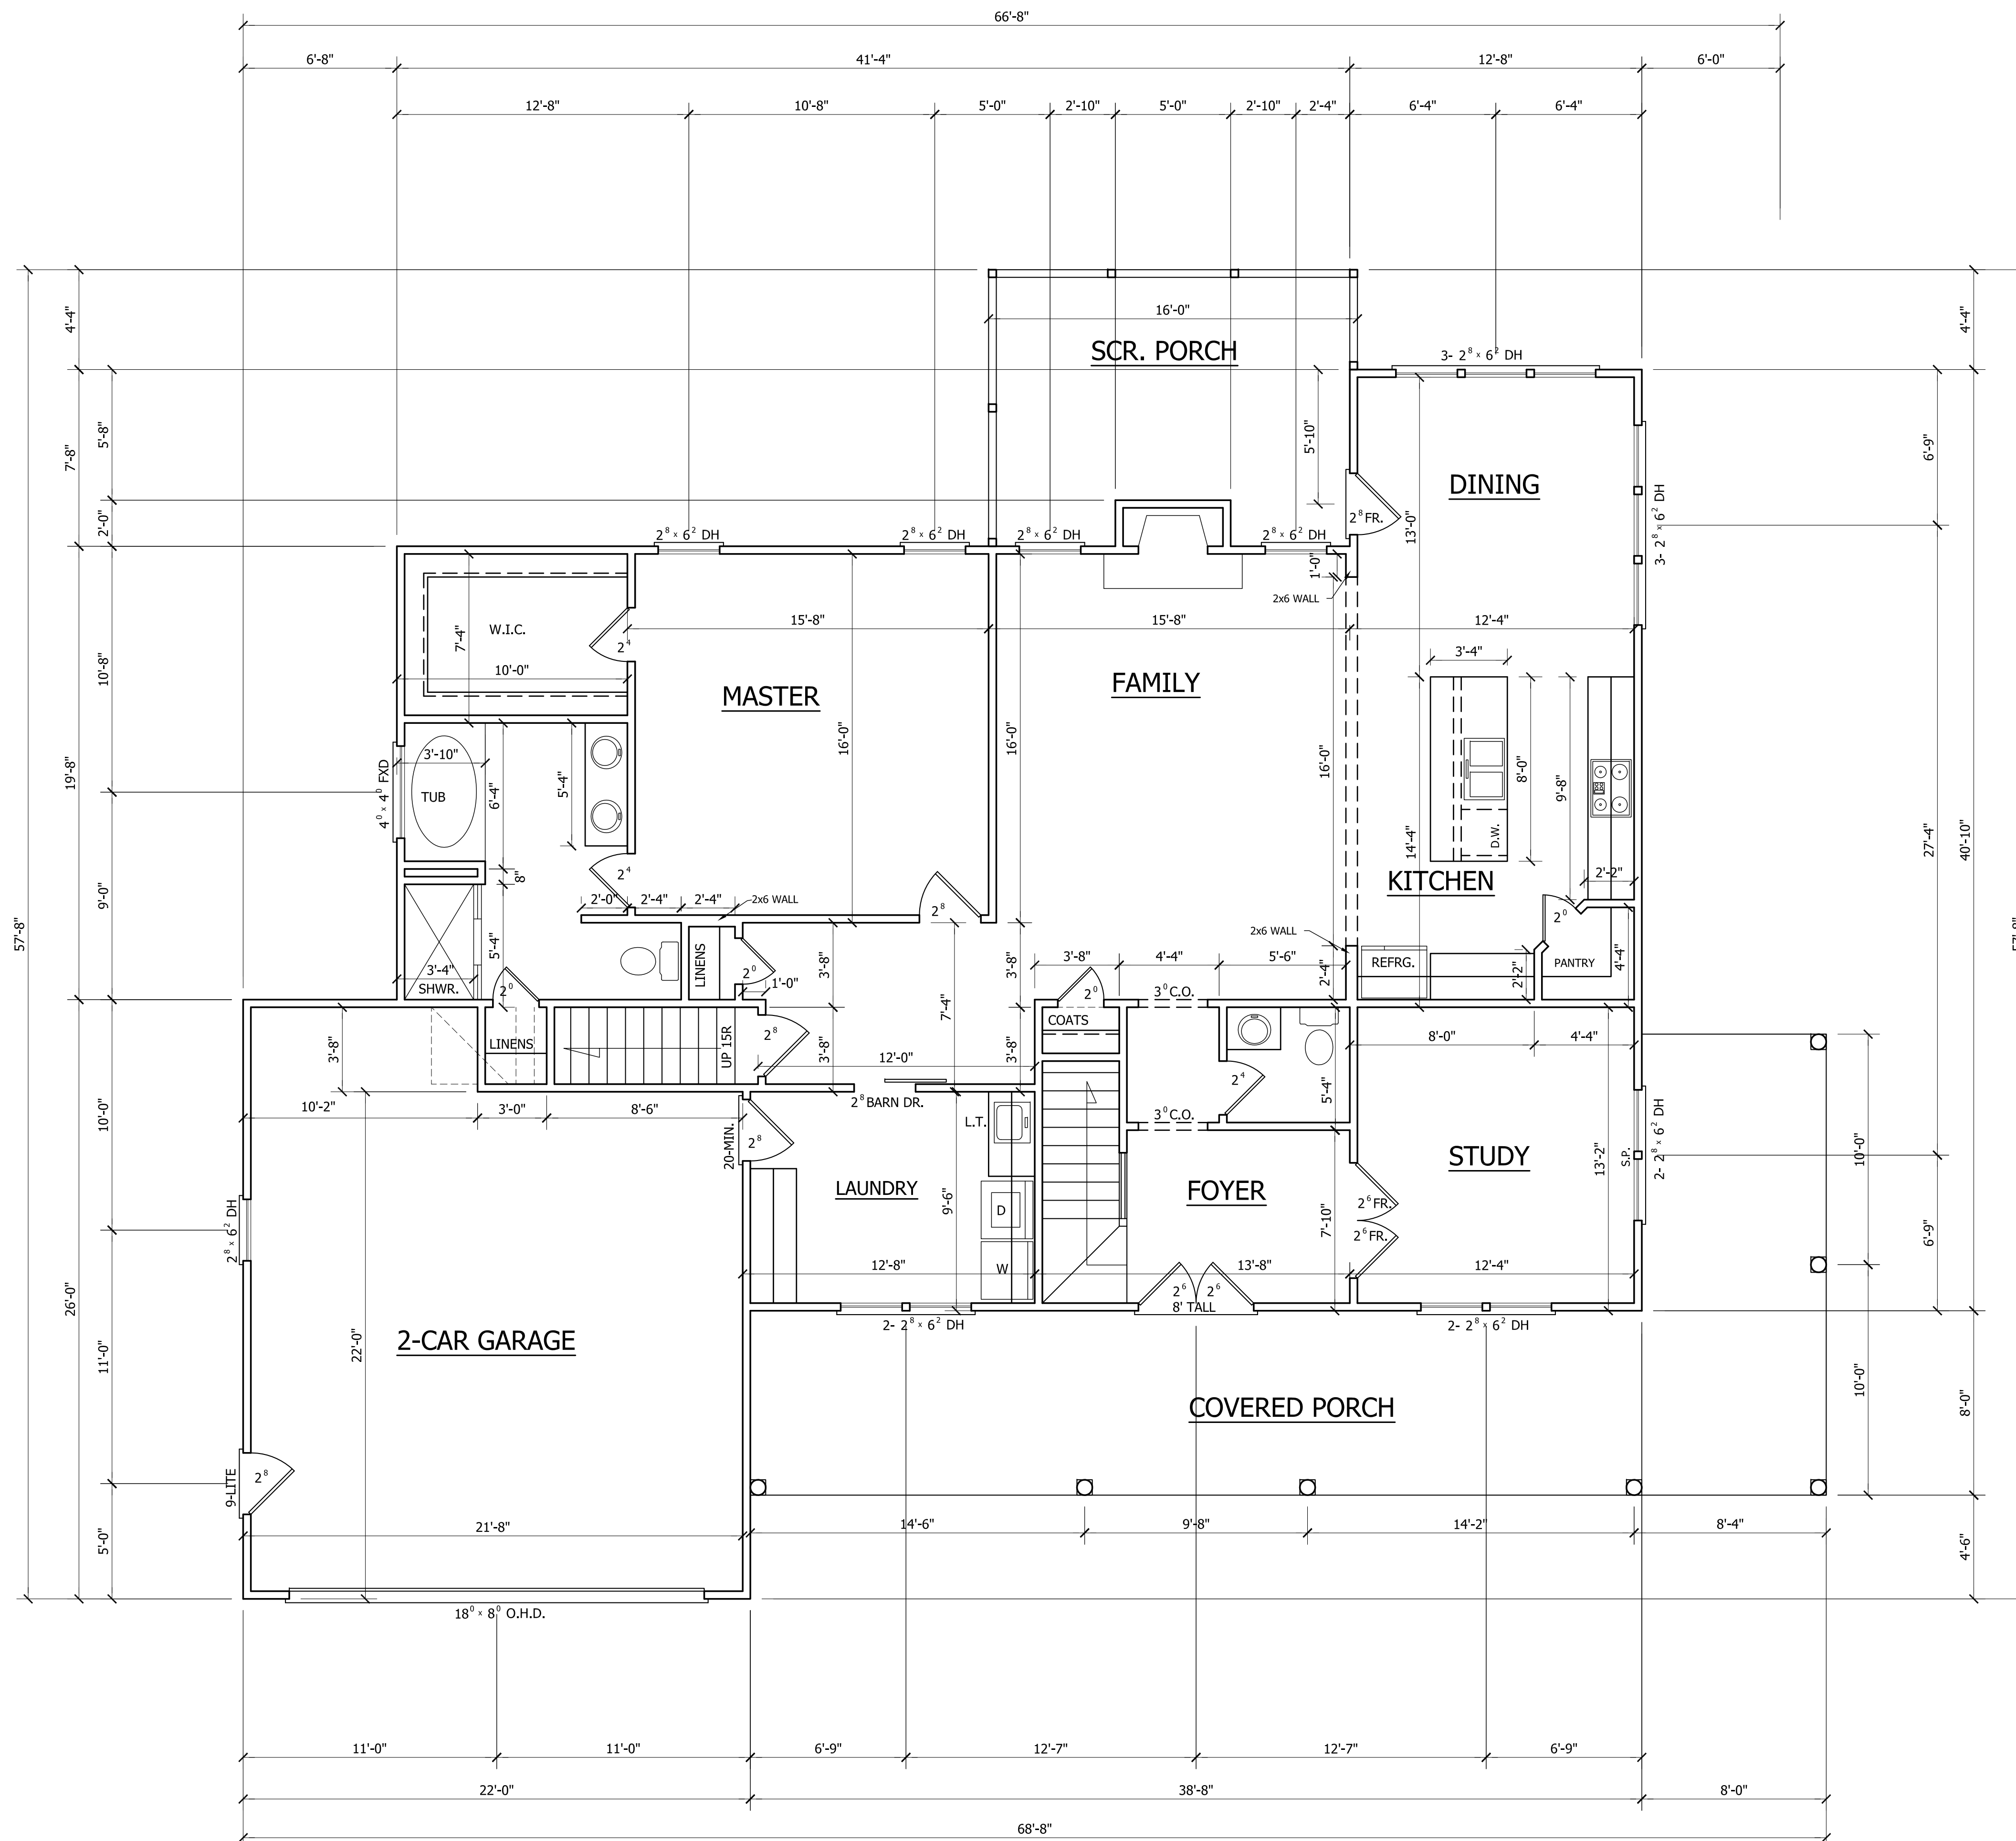 66'-8"
6'-8" 41'-4" 12'-8" 6'-0"
12'-8" 10'-8" 5'-0" 2'-10" 5'-0" 2'-10" 2'-4" 6'-4" 6'-4"
16'-0"
SCR. PORCH
3- 2⁸ x 6² DH
4'-4"
4'-4"
5'-8"
7'-8"
2'-0"
5'-10"
6'-9"
DINING
3- 2⁸ x 6² DH
2⁸ FR.
13'-0"
2⁸ x 6² DH
2⁸ x 6² DH
2⁸ x 6² DH
2⁸ x 6² DH
1'-0"
2x6 WALL
W.I.C.
7'-4"
10'-0"
2⁴
15'-8"
15'-8"
12'-4"
3'-4"
MASTER
FAMILY
10'-8"
19'-8"
57'-8"
9'-0"
4⁰ x 4⁰ FXD
3'-10"
TUB
6'-4"
5'-4"
16'-0"
16'-0"
16'-0"
14'-4"
8'-0"
9'-8"
D.W.
27'-4"
40'-10"
57'-8"
KITCHEN
2'-2"
2⁴
8"
2'-0" 2'-4" 2'-4"
2x6 WALL
2⁸
2⁰
5'-4"
3'-4"
SHWR.
2⁰
LINENS
2⁰
1'-0"
3'-8"
7'-4"
3'-8"
3'-8" 4'-4" 5'-6"
2x6 WALL
2'-4"
REFRG.
2'-2"
PANTRY
4'-4"
2⁰
3⁰ C.O.
COATS
LINENS
UP 15R
2⁸
3'-8"
3'-8"
3'-8"
12'-0"
8'-0" 4'-4"
10'-2" 3'-0" 8'-6"
2⁸ BARN DR.
L.T.
3⁰ C.O.
2⁴
5'-4"
20-MIN.
2⁸
10'-0"
26'-0"
2⁸ x 6² DH
LAUNDRY
9'-6"
D
W
FOYER
STUDY
13'-2"
S.P.
2- 2⁸ x 6² DH
10'-0"
6'-9"
7'-10"
2⁶ FR.
2⁶ FR.
12'-8"
13'-8"
12'-4"
2⁶ 2⁶
8' TALL
2- 2⁸ x 6² DH
2- 2⁸ x 6² DH
2-CAR GARAGE
22'-0"
11'-0"
COVERED PORCH
10'-0"
8'-0"
9-LITE
2⁸
21'-8"
14'-6" 9'-8" 14'-2" 8'-4"
5'-0"
4'-6"
18⁰ x 8⁰ O.H.D.
11'-0" 11'-0" 6'-9" 12'-7" 12'-7" 6'-9"
22'-0" 38'-8" 8'-0"
68'-8"